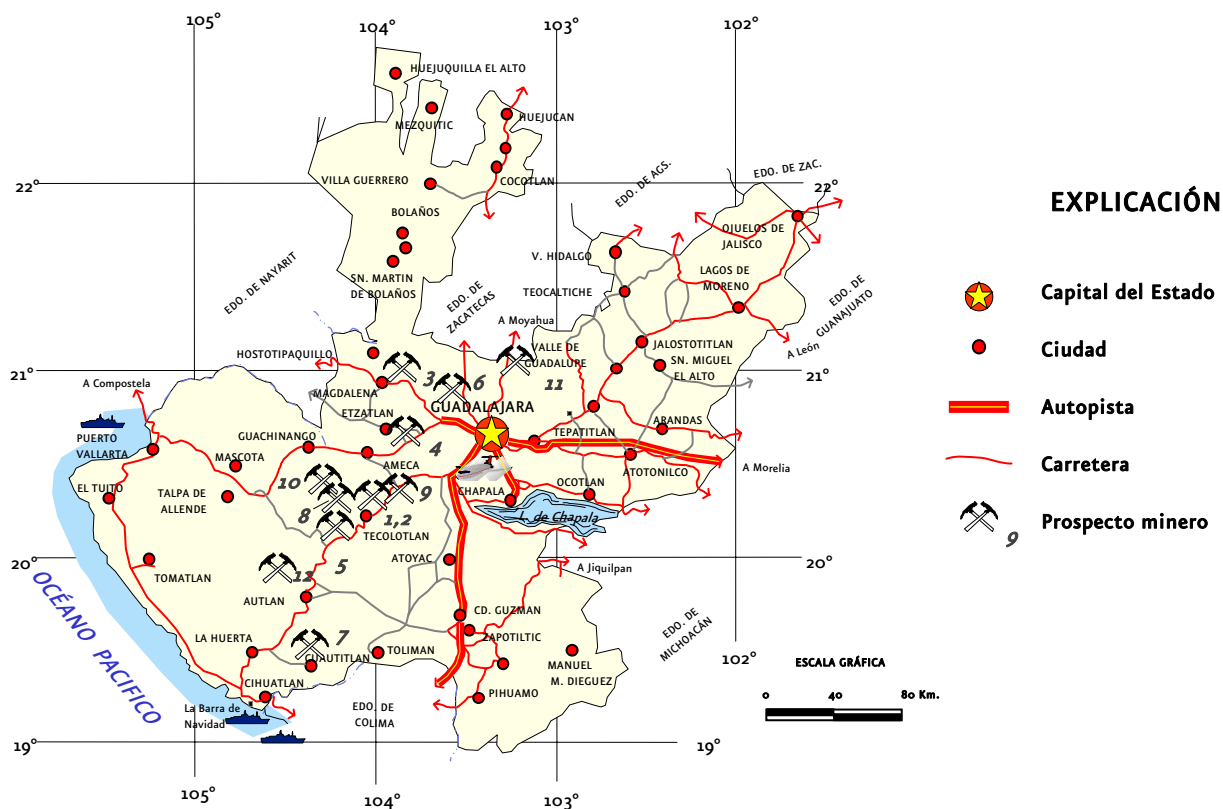 105°
104°
103°
102°
HUEJUQUILLA EL ALTO
MEZQUITIC
HUEJUCAN
EDO. DE AGS.
EDO. DE ZAC.
22°
VILLA GUERRERO
COCOTLAN
22°
BOLAÑOS
OJUELOS DE
JALISCO
EDO. DE NAYARIT
SN. MARTIN
DE BOLAÑOS
EDO. DE
ZACATECAS
V. HIDALGO
TEOCALTICHE
LAGOS DE
MORENO
EDO. DE
GUANAJUATO
A Moyahua
HOSTOTIPAQUILLO
VALLE DE
GUADALUPE
JALOSTOTITLAN
SN. MIGUEL
EL ALTO
A León
21°
21°
A Compostela
MAGDALENA
3
6
11
ETZATLAN
GUADALAJARA
PUERTO
VALLARTA
GUACHINANGO
4
TEPATITLAN
ARANDAS
MASCOTA
AMECA
ATOTONILCO
A Morelia
EL TUITO
TALPA DE
ALLENDE
10
9
CHAPALA
OCOTLAN
8
1,2
L. de Chapala
TECOLOTLAN
20°
5
ATOYAC
20°
TOMATLAN
12
A Jiquilpan
AUTLAN
OCÉANO PACIFICO
CD. GUZMAN
LA HUERTA
7
ZAPOTILTIC
EDO. DE
MICHOACÁN
CUAUTITLAN
TOLIMAN
MANUEL
M. DIEGUEZ
102°
CIHUATLAN
PIHUAMO
La Barra de
Navidad
EDO. DE
COLIMA
19°
19°
105°
104°
103°
EXPLICACIÓN
Capital del Estado
Ciudad
Autopista
Carretera
Prospecto minero
9
ESCALA GRÁFICA
0 40 80 Km.